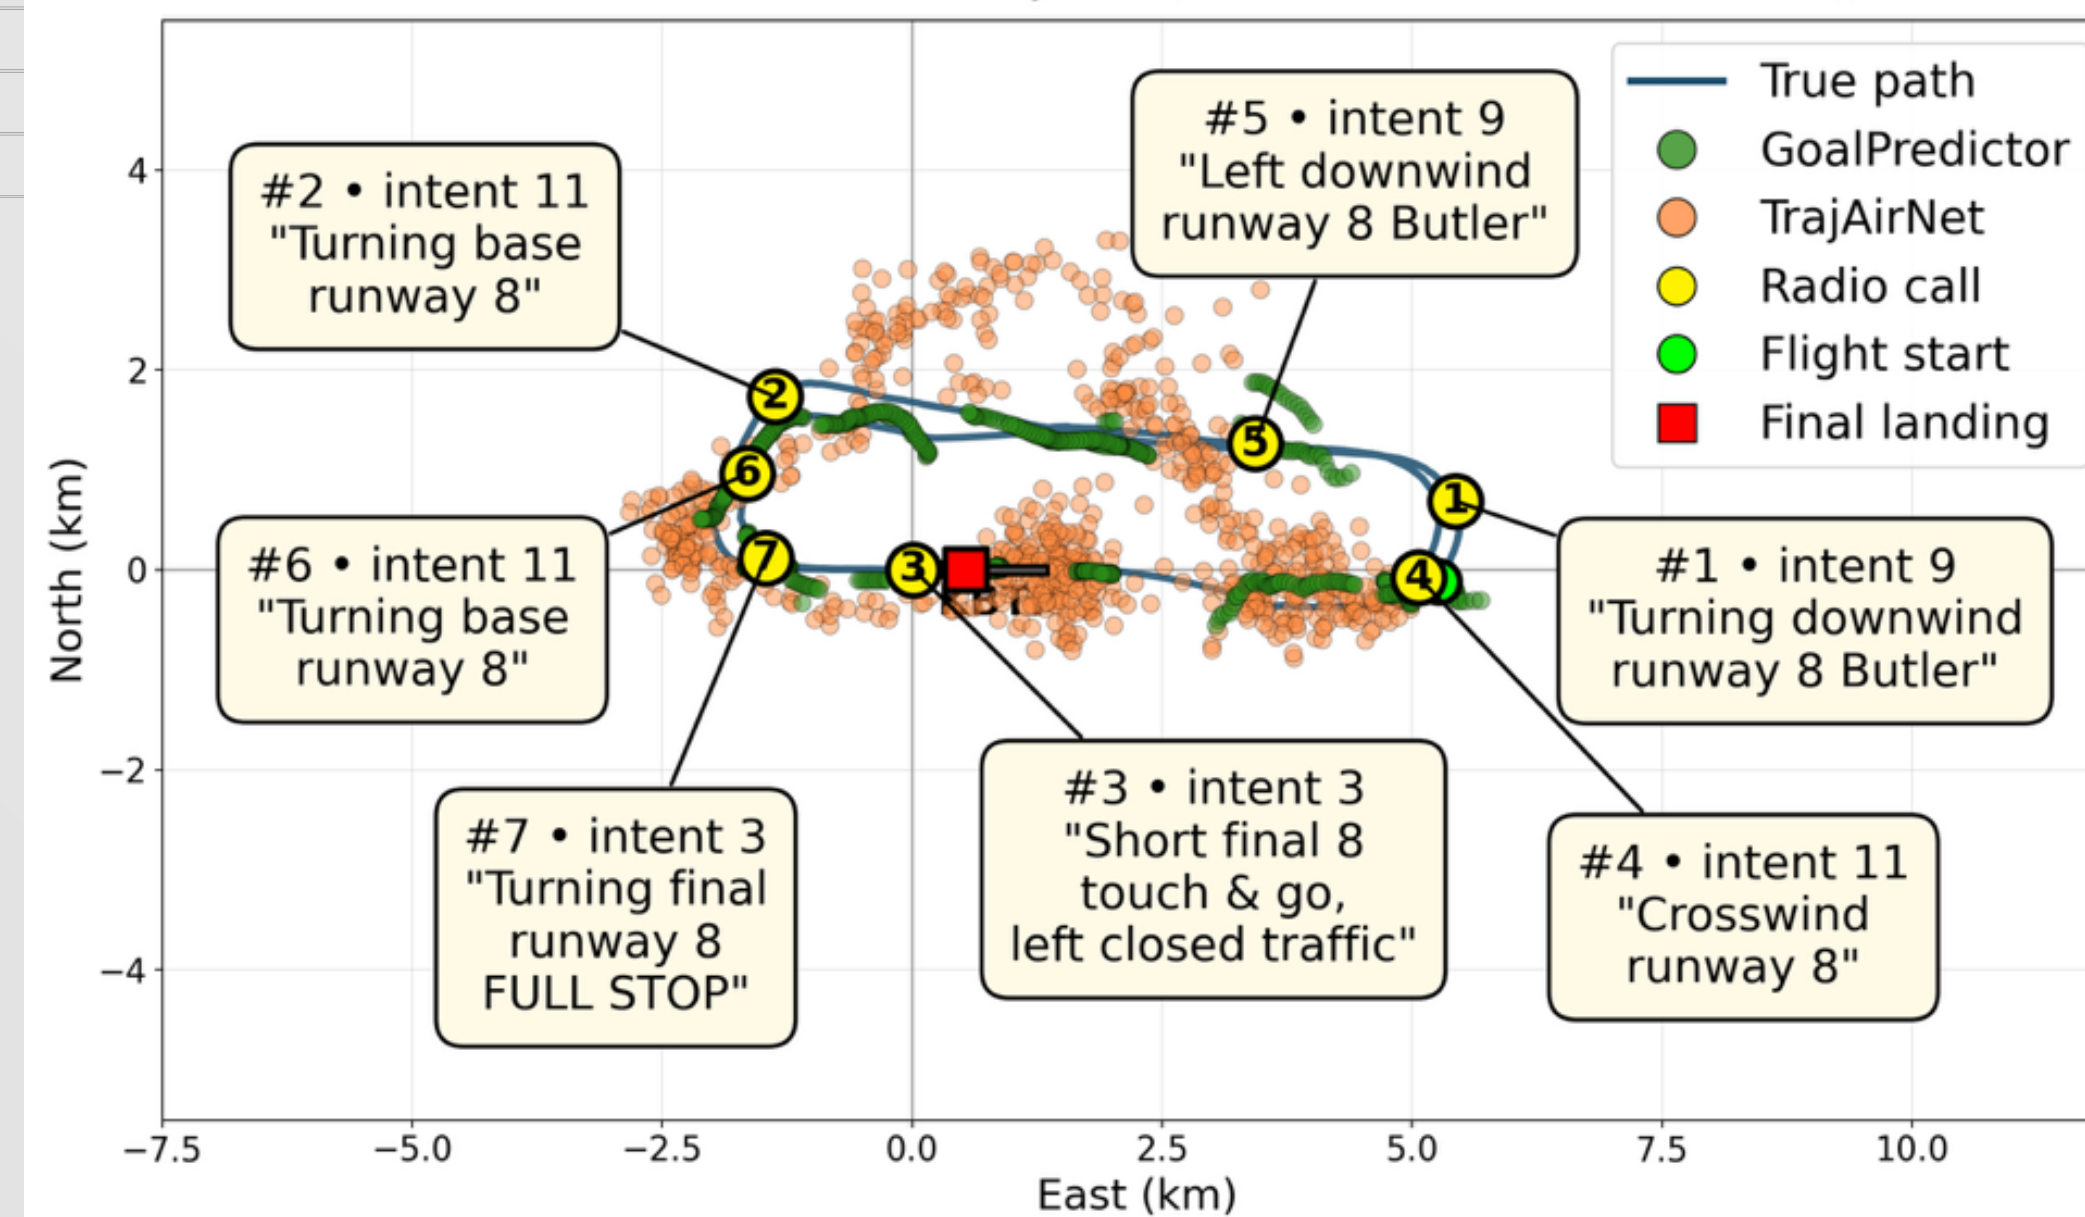 #5 • intent 9
"Left downwind
runway 8 Butler"
True path
GoalPredictor
TrajAirNet
Radio call
Flight start
Final landing
#2 • intent 11
"Turning base
runway 8"
4
2
0
−2
−4
North (km)
2
5
6
1
7
3
4
#6 • intent 11
"Turning base
runway 8"
#1 • intent 9
"Turning downwind
runway 8 Butler"
#7 • intent 3
"Turning final
runway 8
FULL STOP"
#3 • intent 3
"Short final 8
touch & go,
left closed traffic"
#4 • intent 11
"Crosswind
runway 8"
−7.5
−5.0
−2.5
0.0
2.5
5.0
7.5
10.0
East (km)